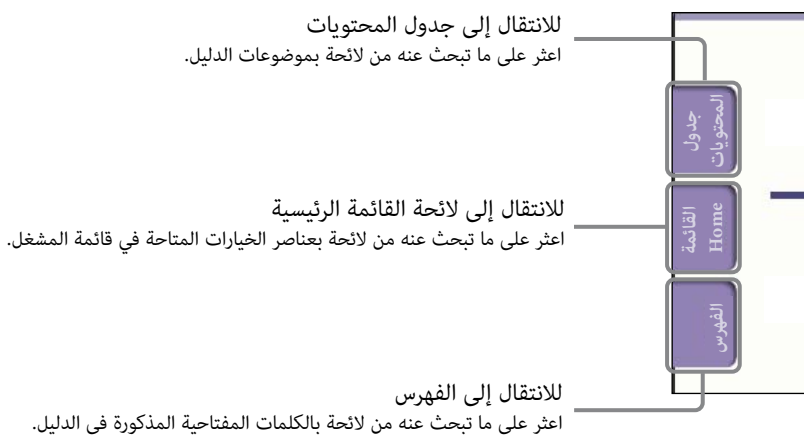 للانتقال إلى جدول المحتويات
اعثر على ما تبحث عنه من لائحة بموضوعات الدليل.
جدول
المحتويات
للانتقال إلى لائحة القائمة الرئيسية
اعثر على ما تبحث عنه من لائحة بعناصر الخيارات المتاحة في قائمة المشغل.
القائمة
Home
الفهرس
للانتقال إلى الفهرس
اعثر على ما تبحث عنه من لائحة بالكلمات المفتاحية المذكورة في الدليل.